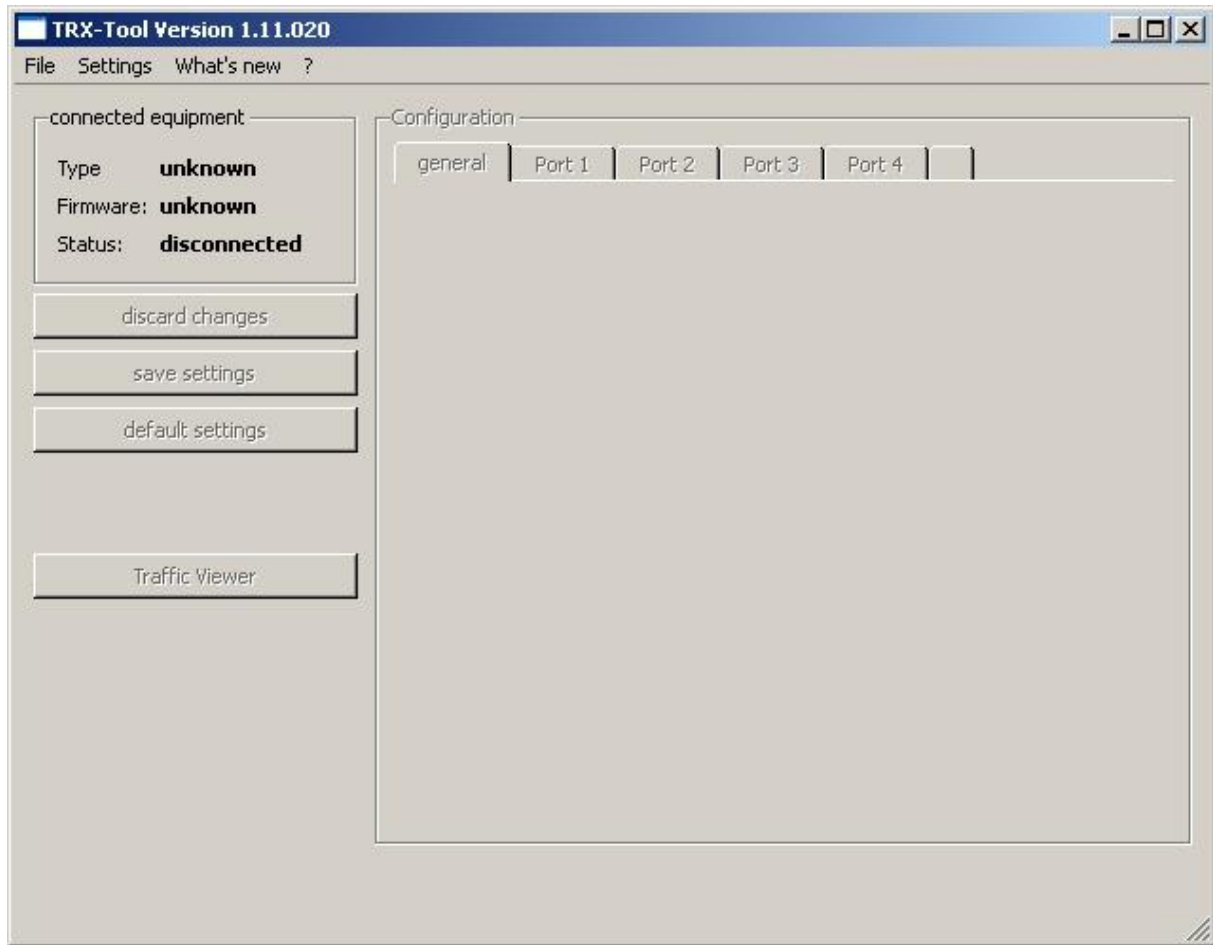 TRX-Tool Version 1.11.020
File Settings What's new ?
connected equipment
Type unknown
Firmware: unknown
Status: disconnected
discard changes
save settings
default settings
Traffic Viewer
Configuration
general Port 1 Port 2 Port 3 Port 4